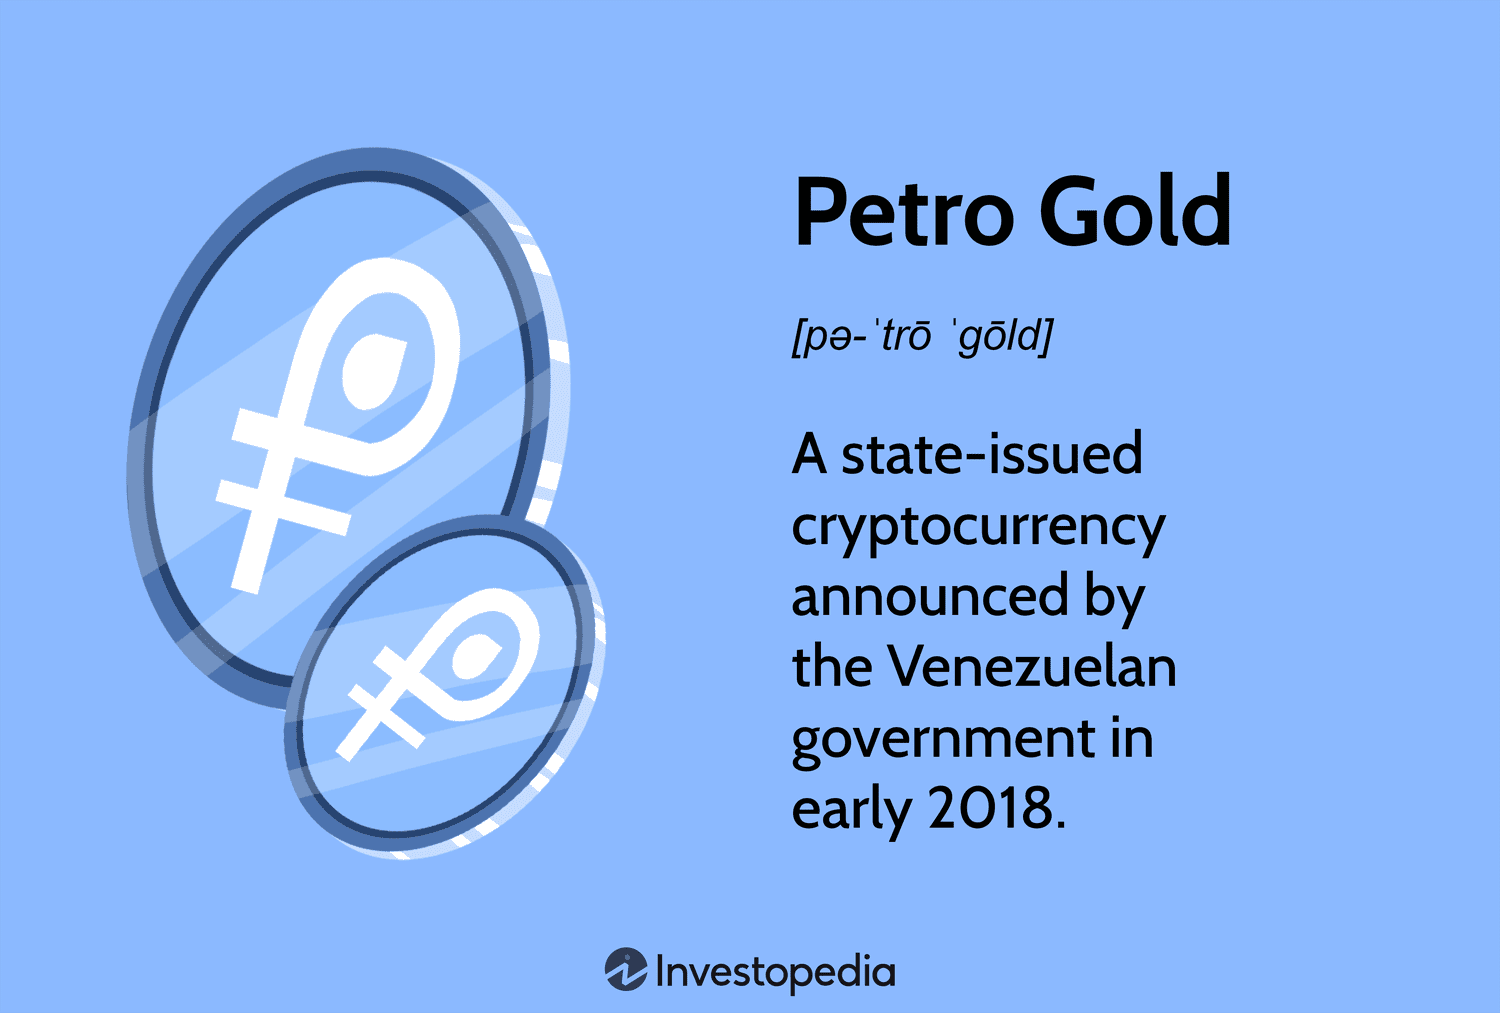 Petro Gold
[pə-ˈtrō ˈgōld]
A state-issued
cryptocurrency
announced by
the Venezuelan
government in
early 2018.
Investopedia